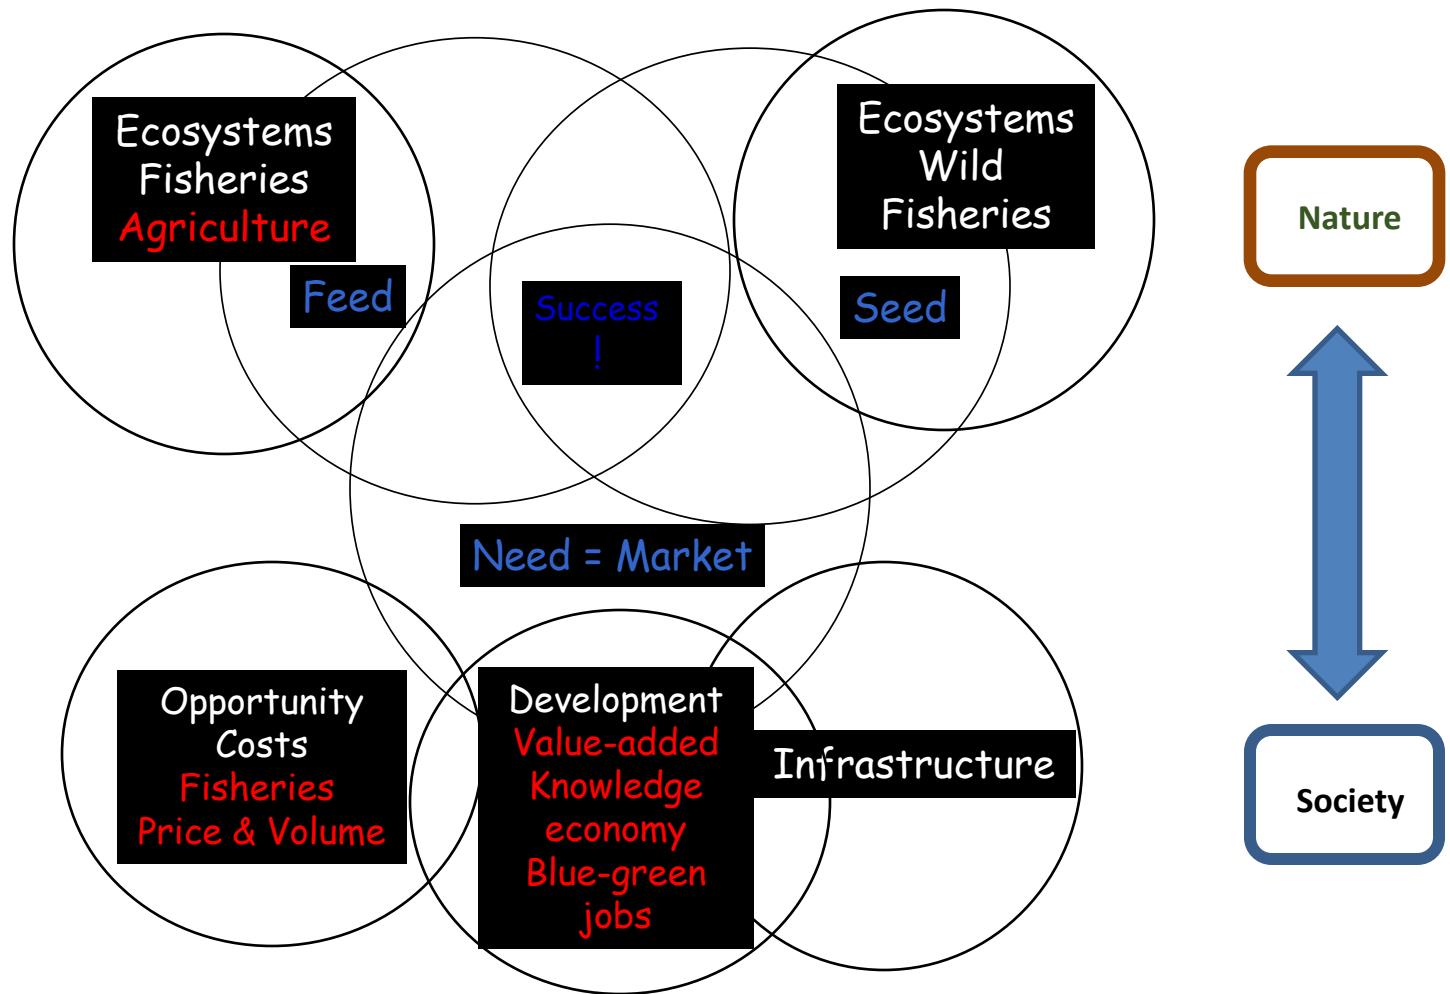 Ecosystems
Fisheries
Agriculture
Feed
Success
!
Ecosystems
Wild
Fisheries
Seed
Nature
Need = Market
Opportunity
Costs
Fisheries
Price & Volume
Development
Value-added
Knowledge
economy
Blue-green
jobs
Infrastructure
Society